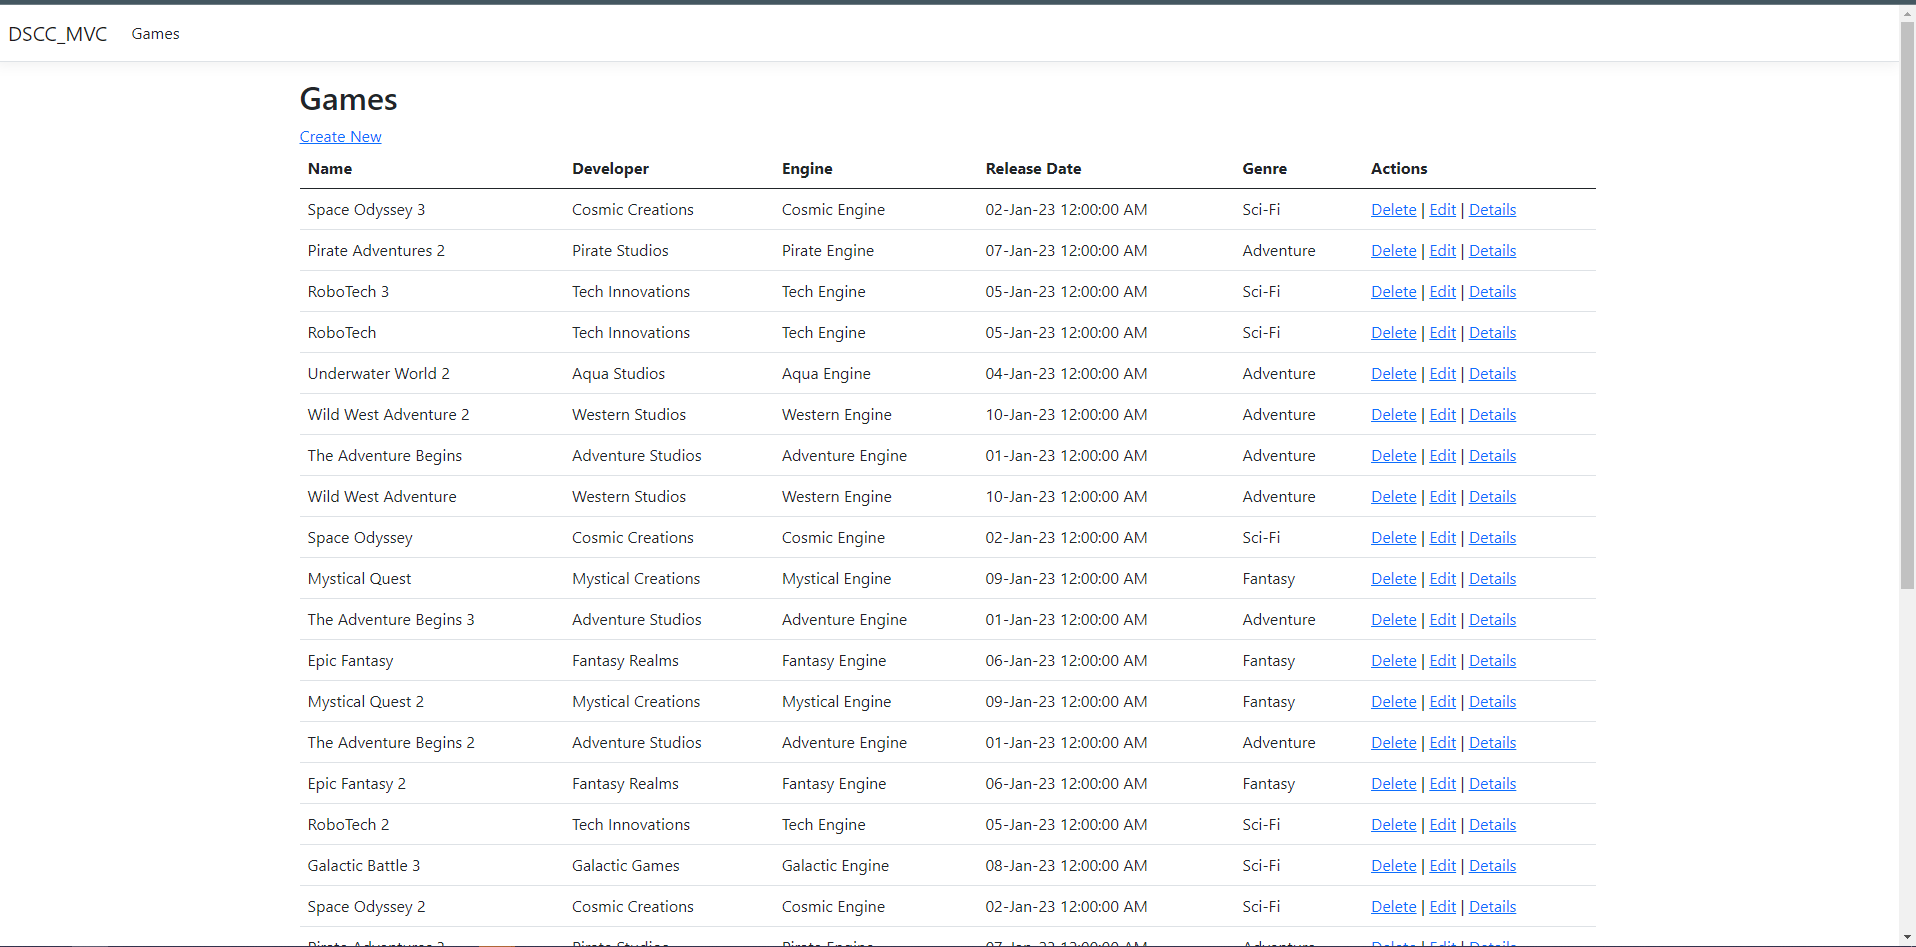 DSCC_MVC Games
Games
Create New
Name Developer Engine Release Date Genre Actions
Space Odyssey 3 Cosmic Creations Cosmic Engine 02-Jan-23 12:00:00 AM Sci-Fi Delete | Edit | Details
Pirate Adventures 2 Pirate Studios Pirate Engine 07-Jan-23 12:00:00 AM Adventure Delete | Edit | Details
RoboTech 3 Tech Innovations Tech Engine 05-Jan-23 12:00:00 AM Sci-Fi Delete | Edit | Details
RoboTech Tech Innovations Tech Engine 05-Jan-23 12:00:00 AM Sci-Fi Delete | Edit | Details
Underwater World 2 Aqua Studios Aqua Engine 04-Jan-23 12:00:00 AM Adventure Delete | Edit | Details
Wild West Adventure 2 Western Studios Western Engine 10-Jan-23 12:00:00 AM Adventure Delete | Edit | Details
The Adventure Begins Adventure Studios Adventure Engine 01-Jan-23 12:00:00 AM Adventure Delete | Edit | Details
Wild West Adventure Western Studios Western Engine 10-Jan-23 12:00:00 AM Adventure Delete | Edit | Details
Space Odyssey Cosmic Creations Cosmic Engine 02-Jan-23 12:00:00 AM Sci-Fi Delete | Edit | Details
Mystical Quest Mystical Creations Mystical Engine 09-Jan-23 12:00:00 AM Fantasy Delete | Edit | Details
The Adventure Begins 3 Adventure Studios Adventure Engine 01-Jan-23 12:00:00 AM Adventure Delete | Edit | Details
Epic Fantasy Fantasy Realms Fantasy Engine 06-Jan-23 12:00:00 AM Fantasy Delete | Edit | Details
Mystical Quest 2 Mystical Creations Mystical Engine 09-Jan-23 12:00:00 AM Fantasy Delete | Edit | Details
The Adventure Begins 2 Adventure Studios Adventure Engine 01-Jan-23 12:00:00 AM Adventure Delete | Edit | Details
Epic Fantasy 2 Fantasy Realms Fantasy Engine 06-Jan-23 12:00:00 AM Fantasy Delete | Edit | Details
RoboTech 2 Tech Innovations Tech Engine 05-Jan-23 12:00:00 AM Sci-Fi Delete | Edit | Details
Galactic Battle 3 Galactic Games Galactic Engine 08-Jan-23 12:00:00 AM Sci-Fi Delete | Edit | Details
Space Odyssey 2 Cosmic Creations Cosmic Engine 02-Jan-23 12:00:00 AM Sci-Fi Delete | Edit | Details
Pirate Adventures Pirate Studios Pirate Engine 07-Jan-23 12:00:00 AM Adventure Delete | Edit | Details